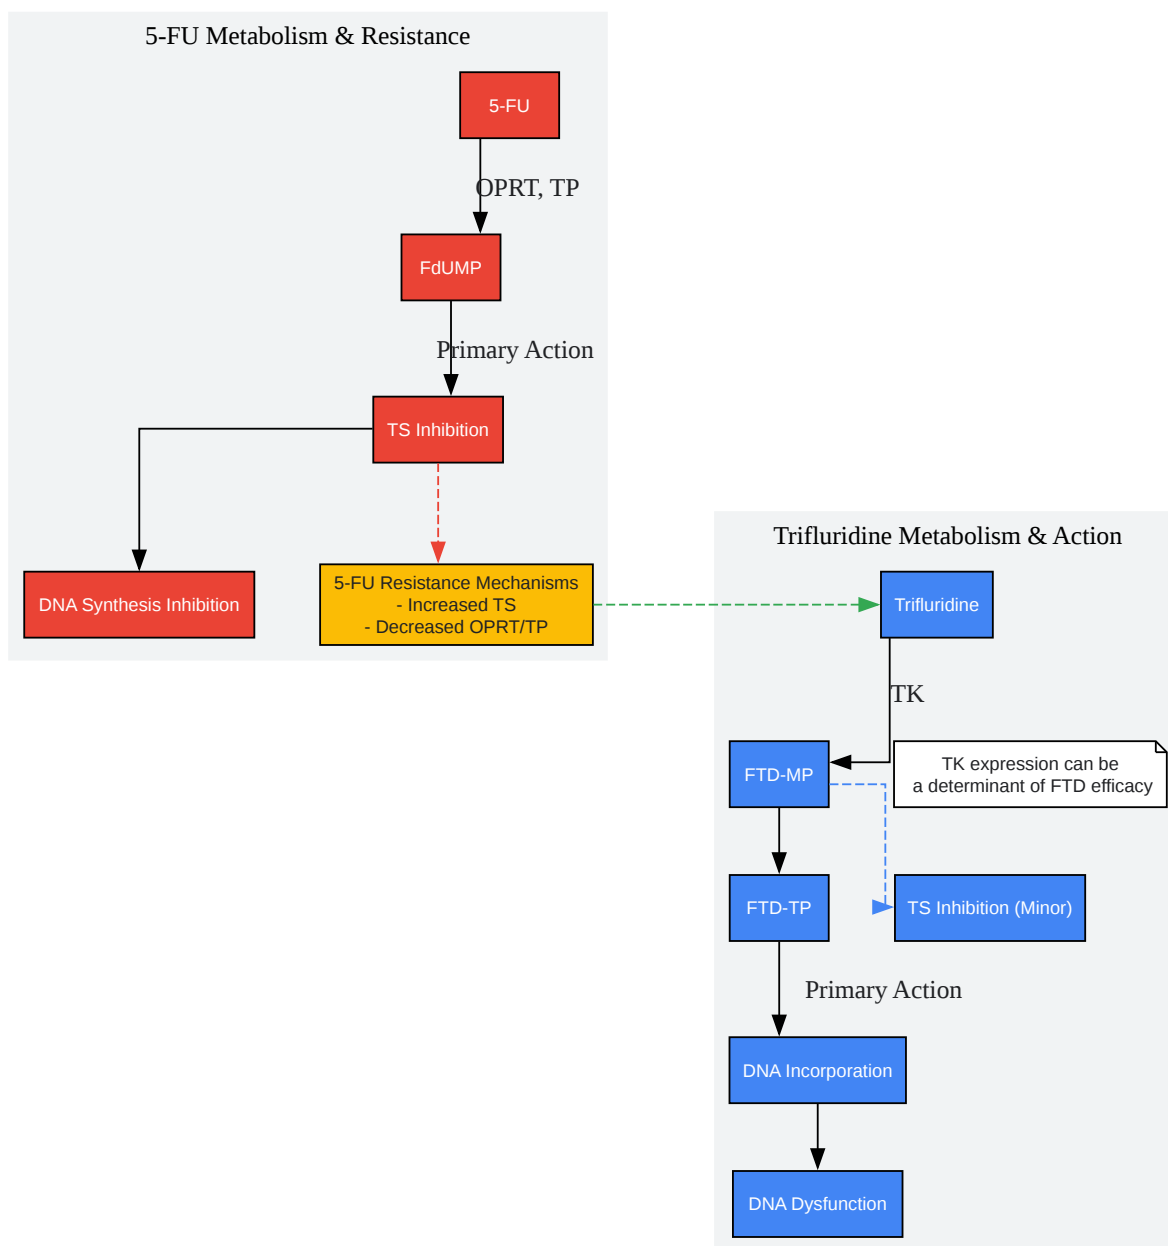 5-FU Metabolism & Resistance
5-FU
OPRT, TP
FdUMP
Primary Action
TS Inhibition
DNA Synthesis Inhibition
5-FU Resistance Mechanisms
- Increased TS
- Decreased OPRT/TP
Trifluridine Metabolism & Action
Trifluridine
TK
FTD-MP
TK expression can be
a determinant of FTD efficacy
FTD-TP
TS Inhibition (Minor)
Primary Action
DNA Incorporation
DNA Dysfunction